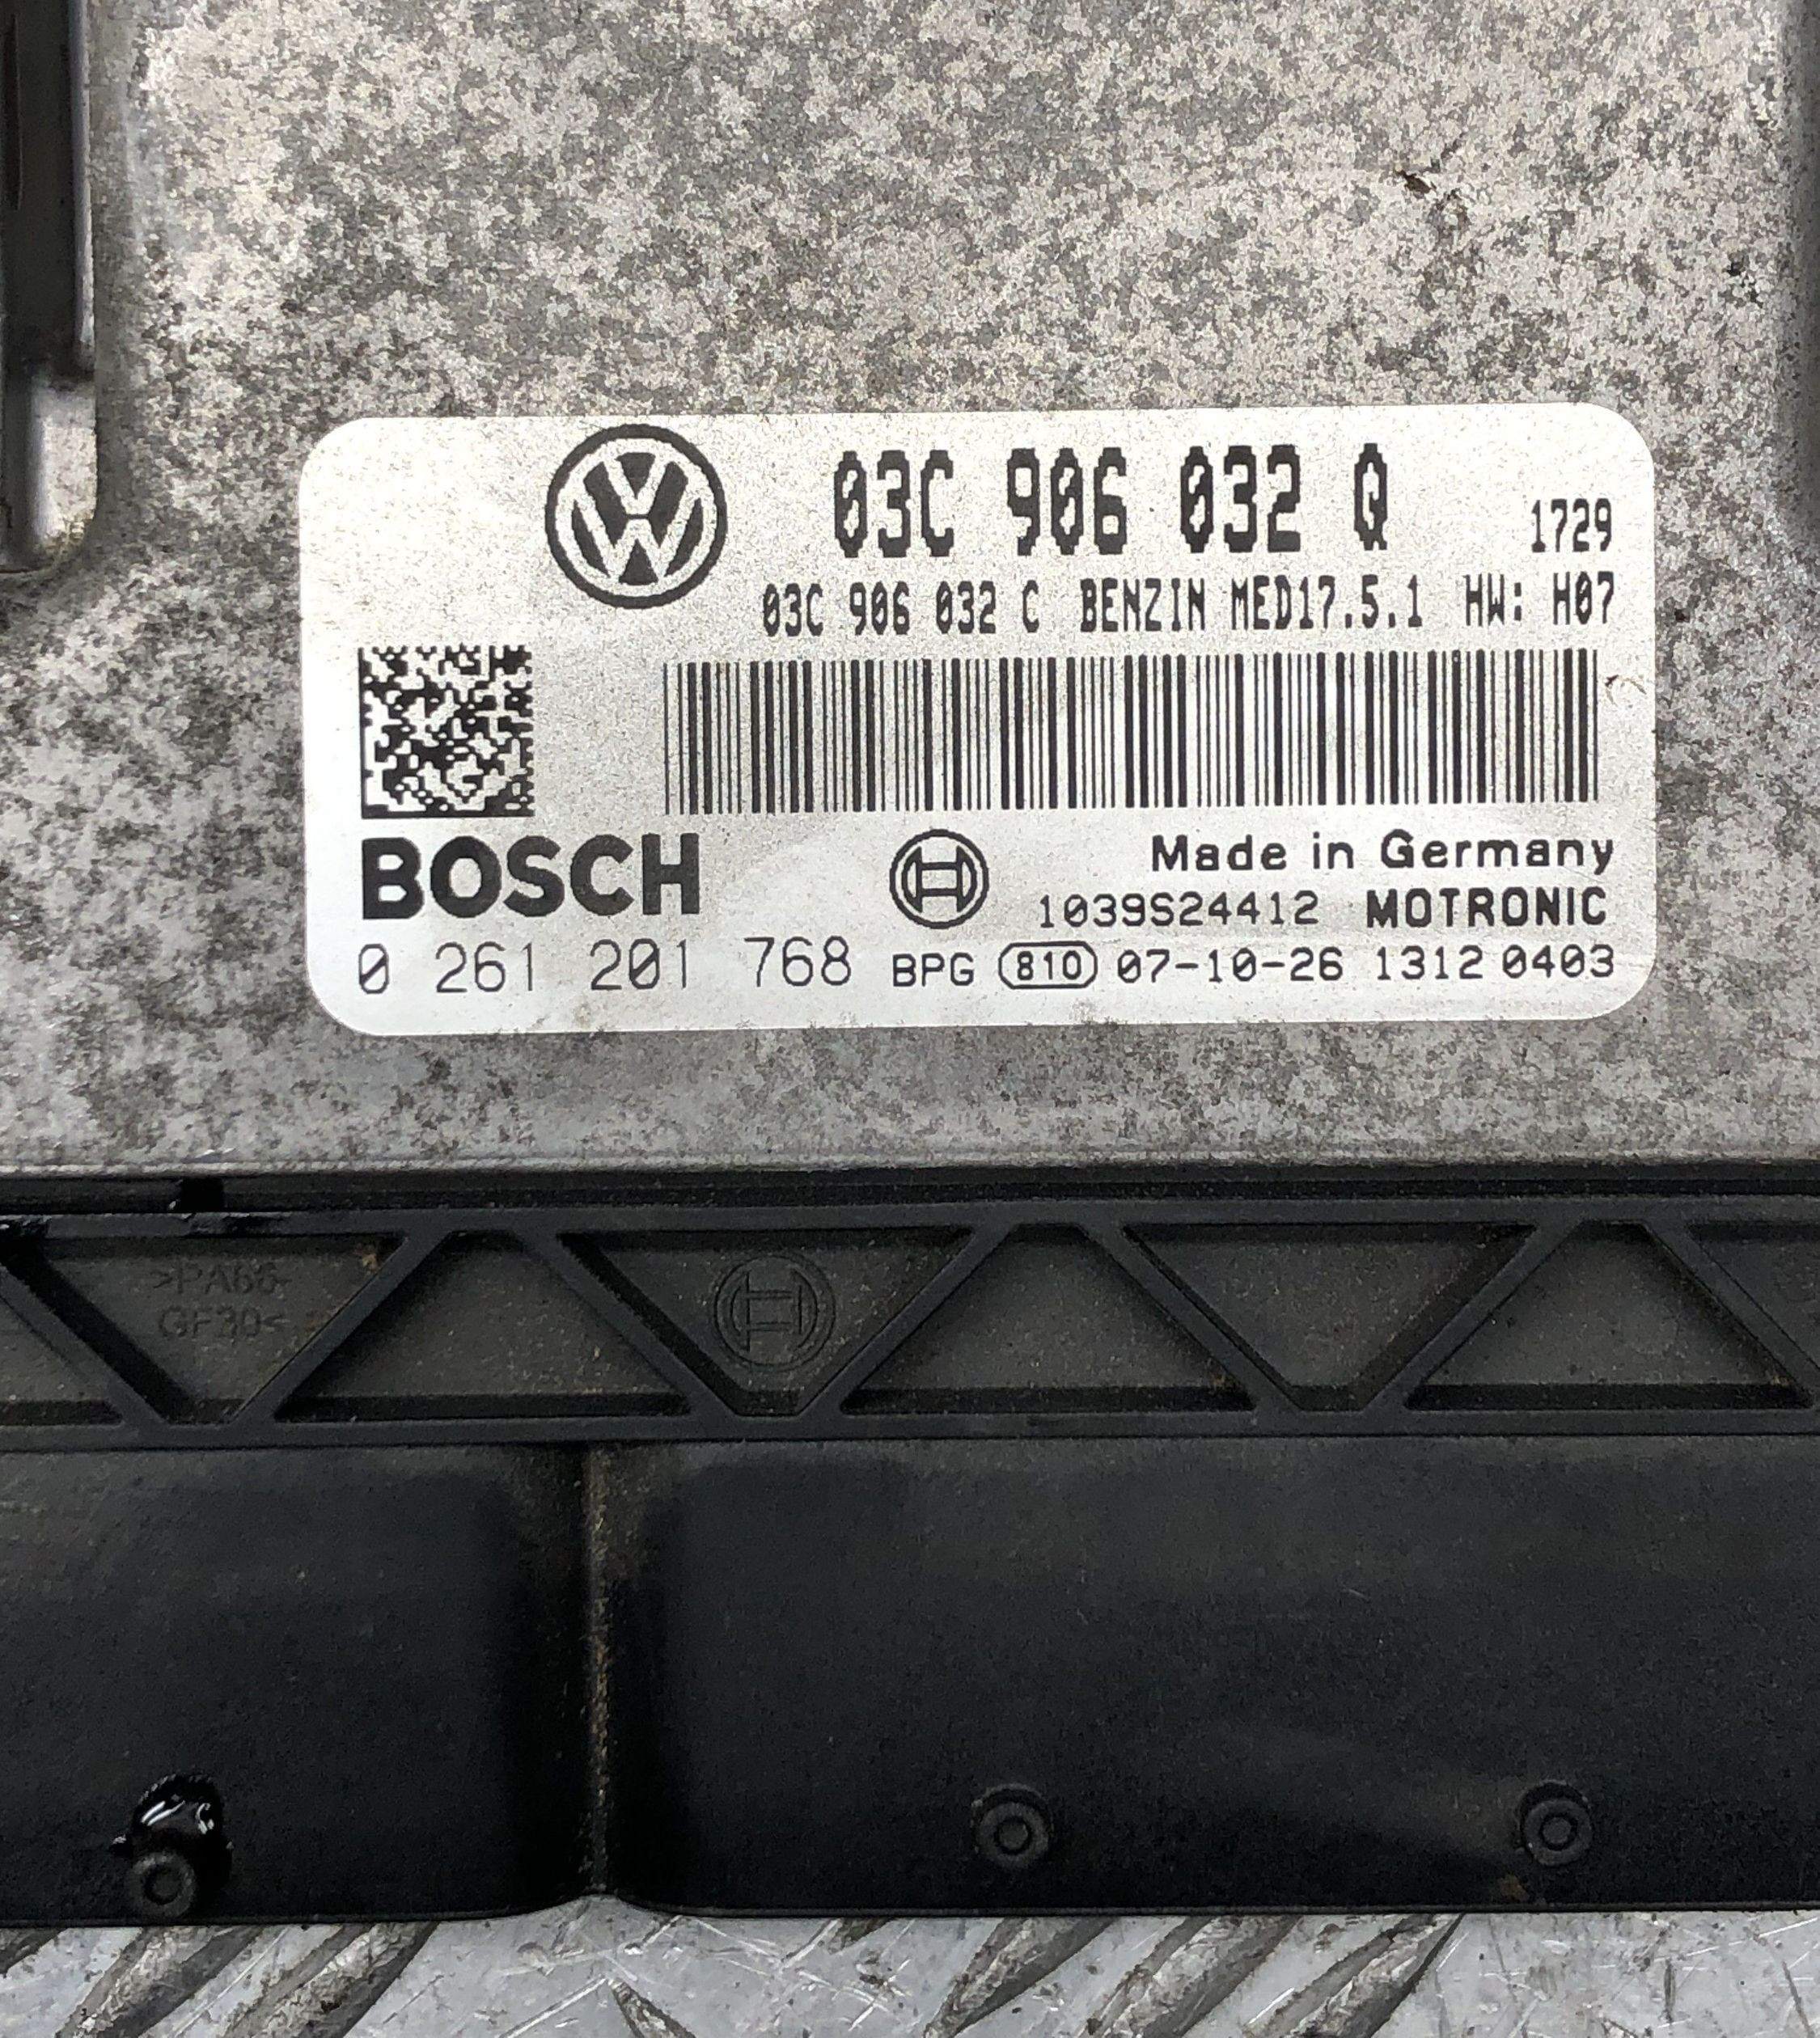 03C 906 032 Q 1729
03C 906 032 C BENZIN MED17.5.1 HW: H07
BOSCH
Made in Germany
1039S24412 MOTRONIC
0 261 201 768 BPG 810 07-10-26 1312 0403
>PA66-
GF30<